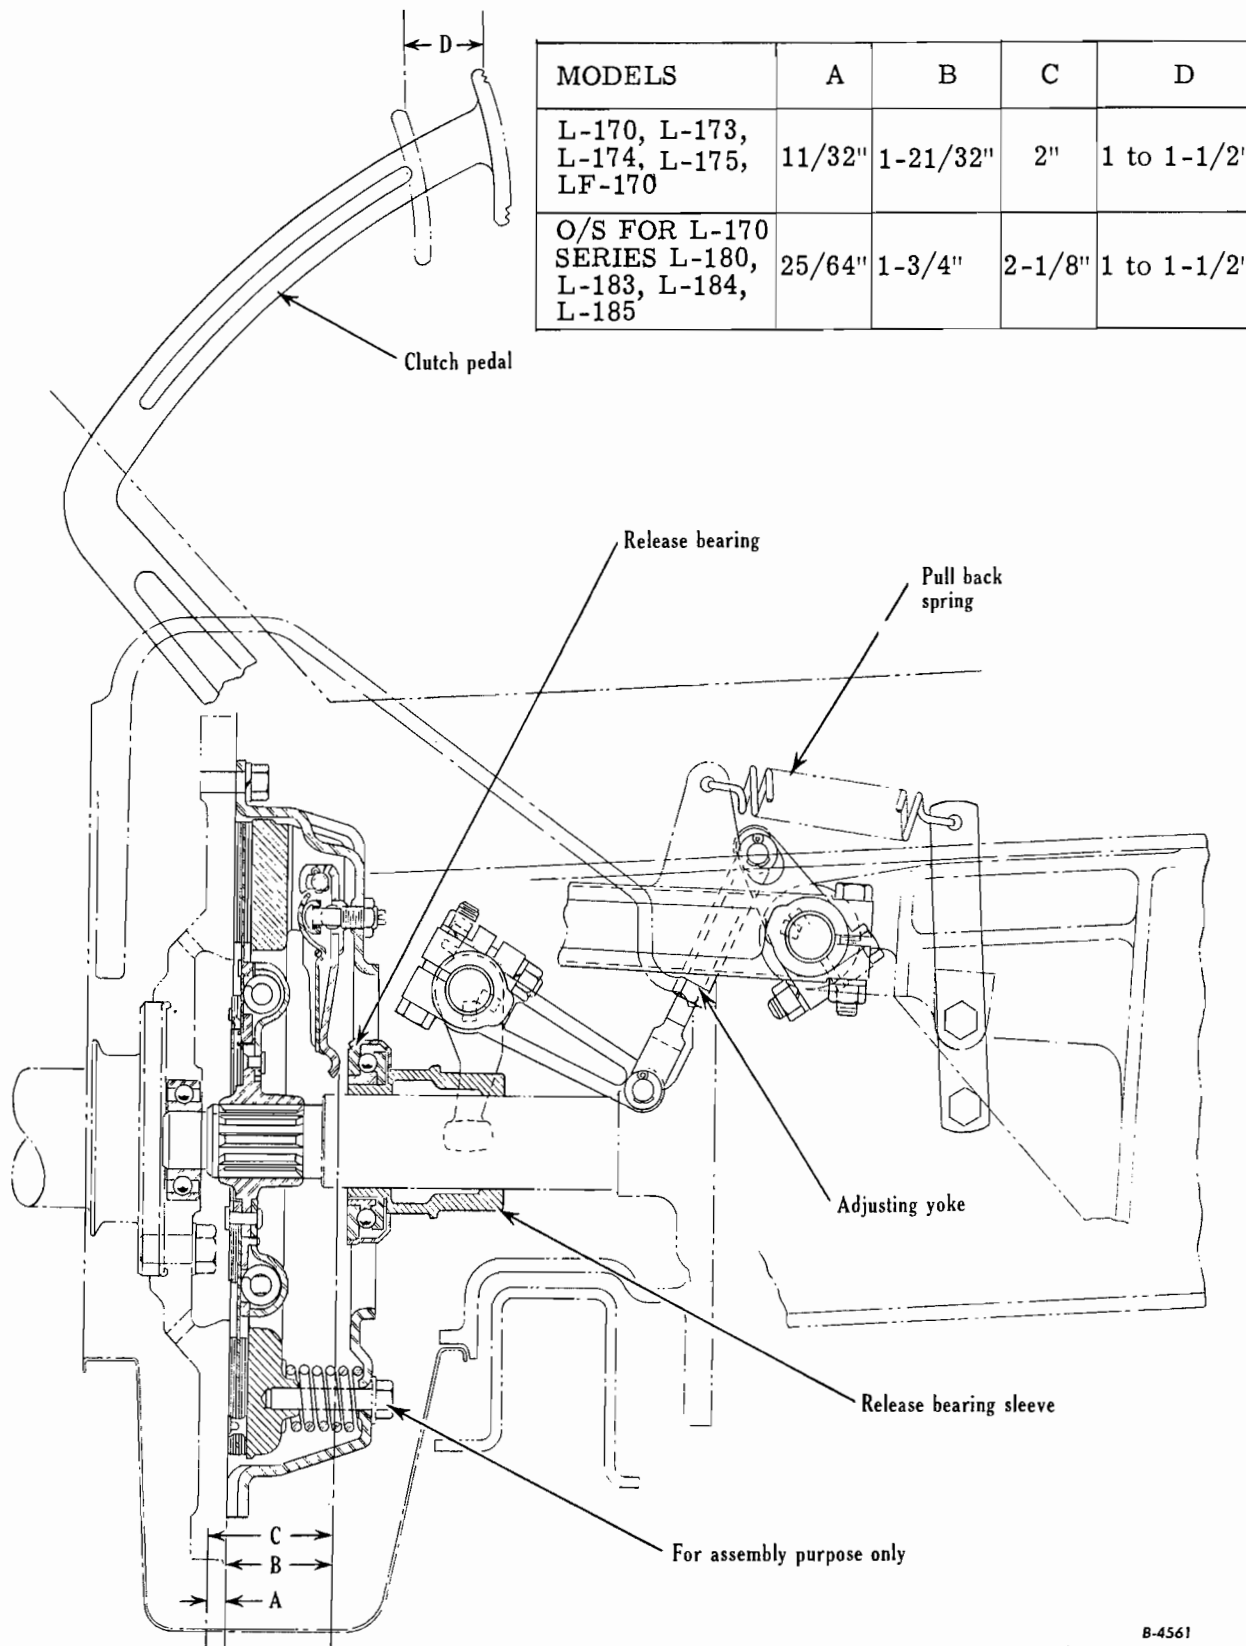 D
MODELS A B C D
L-170, L-173,
L-174, L-175,
LF-170
11/32" 1-21/32" 2" 1 to 1-1/2"
O/S FOR L-170
SERIES L-180,
L-183, L-184,
L-185
25/64" 1-3/4" 2-1/8" 1 to 1-1/2"
Clutch pedal
Release bearing
Pull back
spring
Adjusting yoke
Release bearing sleeve
For assembly purpose only
C
B
A
B-4561